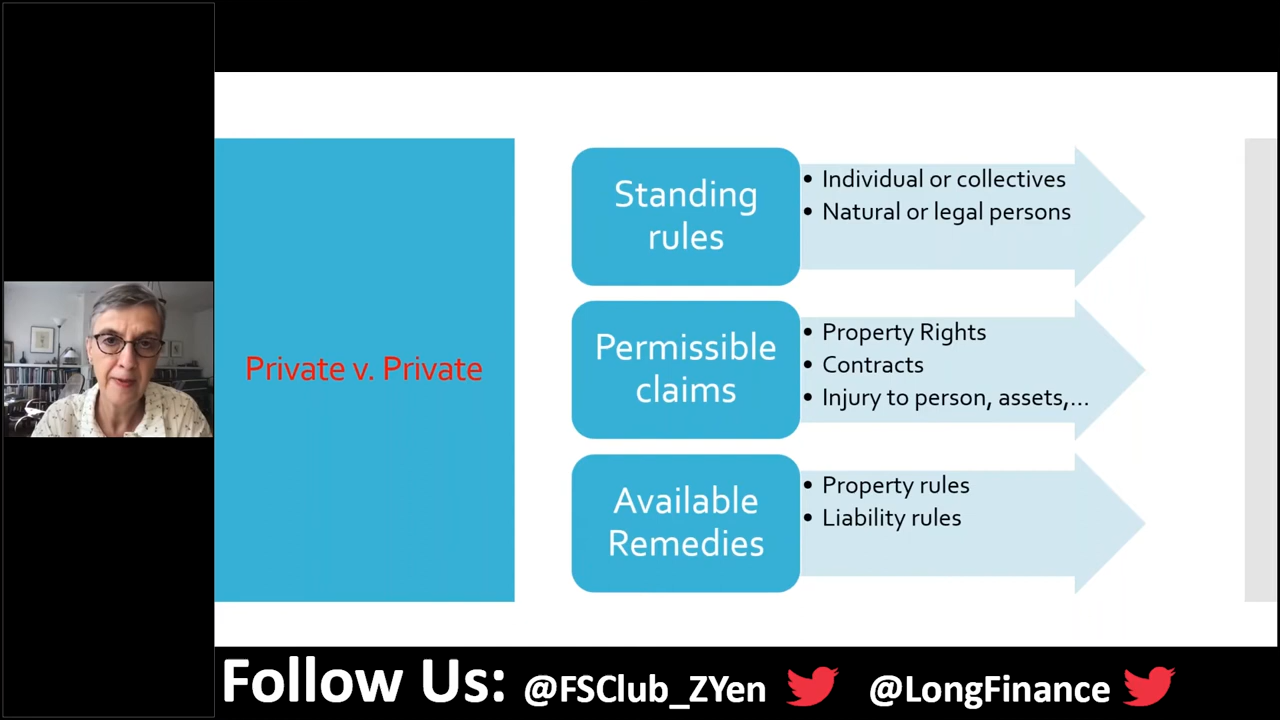 Private v. Private
Standing
rules
• Individual or collectives
• Natural or legal persons
Permissible
claims
• Property Rights
• Contracts
• Injury to person, assets,...
Available
Remedies
• Property rules
• Liability rules
Follow Us: @FSClub_ZYen @LongFinance